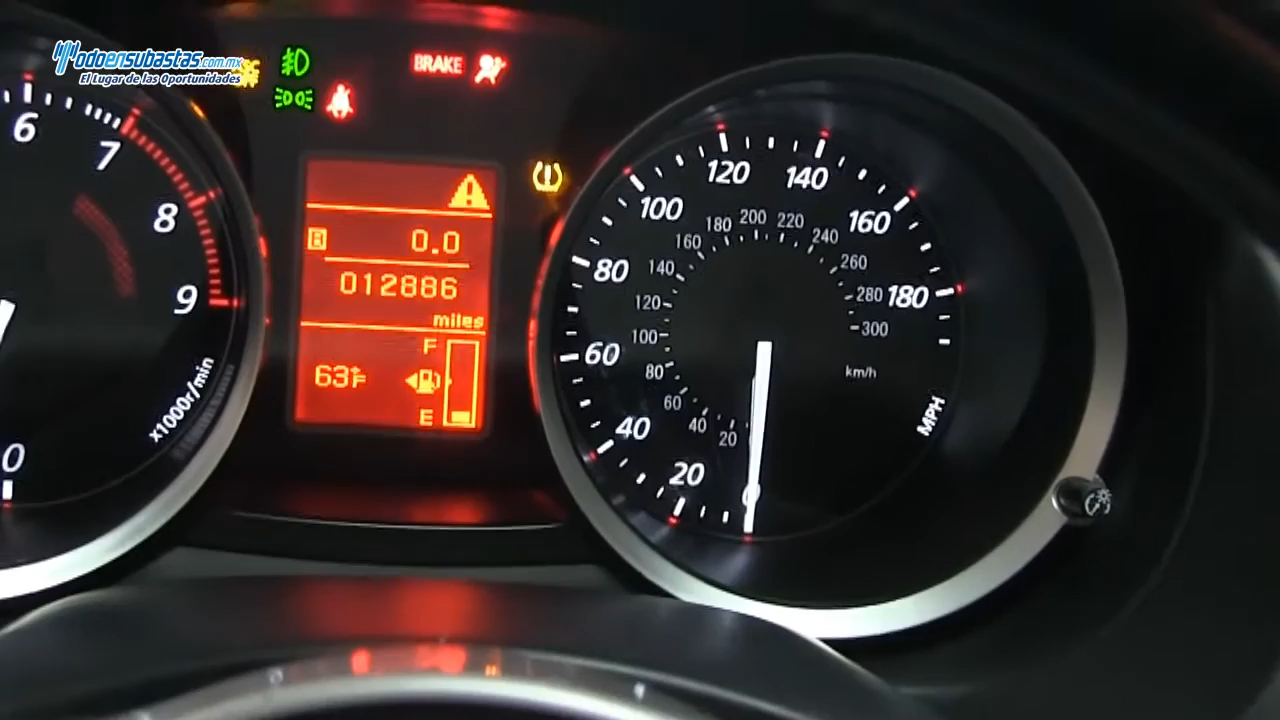 odoensubastas.com.mx
El Lugar de las Oportunidades
BRAKE
6
7
8
9
0
x1000r/min
B 0.0
012886
miles
F
63°F
E
0
20
40
60
80
100
120
140
160
180
MPH
20
40
60
80
100
120
140
160
180
200
220
240
260
280
300
km/h